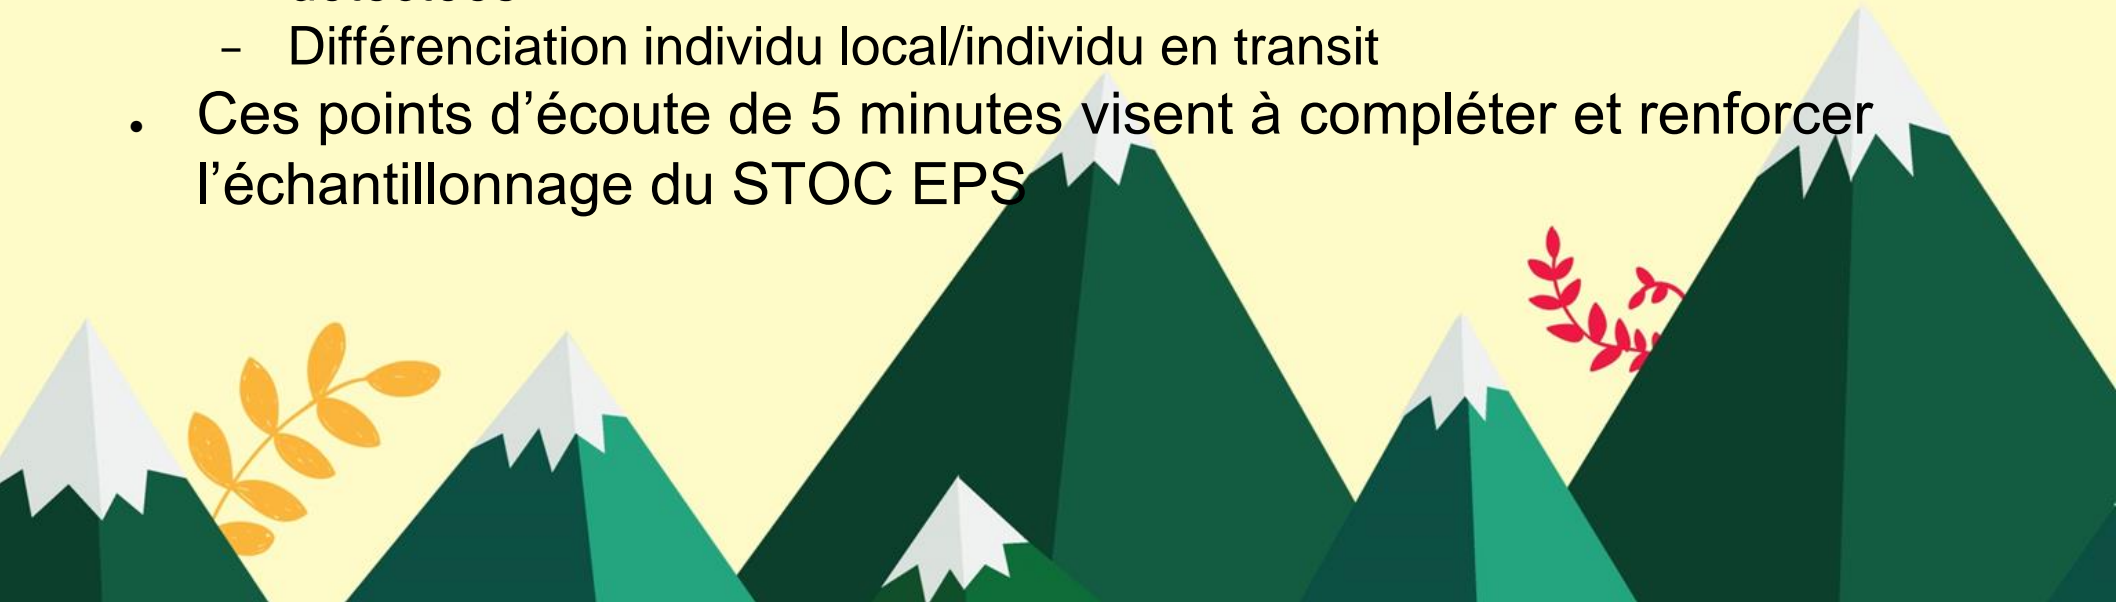 – Différenciation individu local/individu en transit
• Ces points d’écoute de 5 minutes visent à compléter et renforcer
l’échantillonnage du STOC EPS